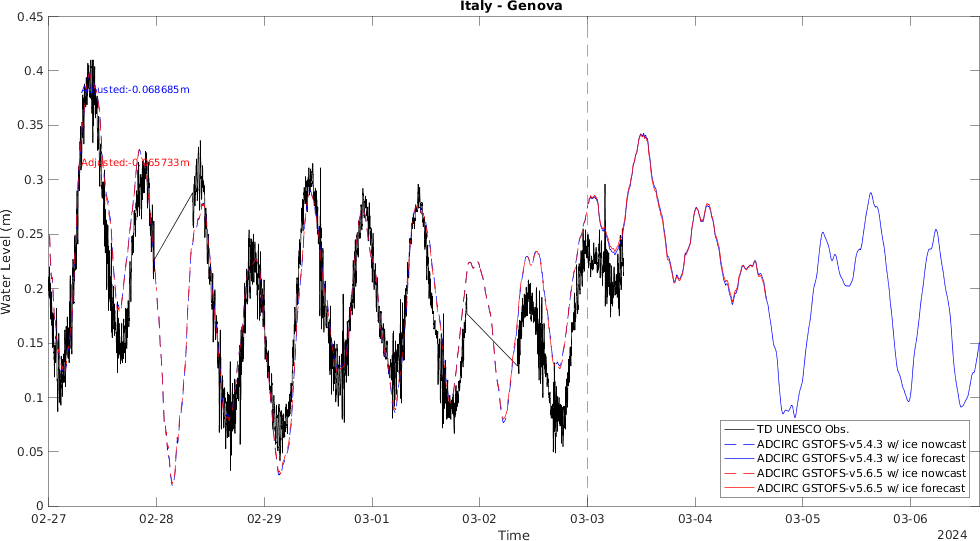 Italy - Genova
Water Level (m)
0.45
0.4
0.35
0.3
0.25
0.2
0.15
0.1
0.05
0
Adjusted:-0.068685m
Adjusted:-0.065733m
TD UNESCO Obs.
ADCIRC GSTOFS-v5.4.3 w/ ice nowcast
ADCIRC GSTOFS-v5.4.3 w/ ice forecast
ADCIRC GSTOFS-v5.6.5 w/ ice nowcast
ADCIRC GSTOFS-v5.6.5 w/ ice forecast
02-27 02-28 02-29 03-01 03-02 03-03 03-04 03-05 03-06
Time
2024